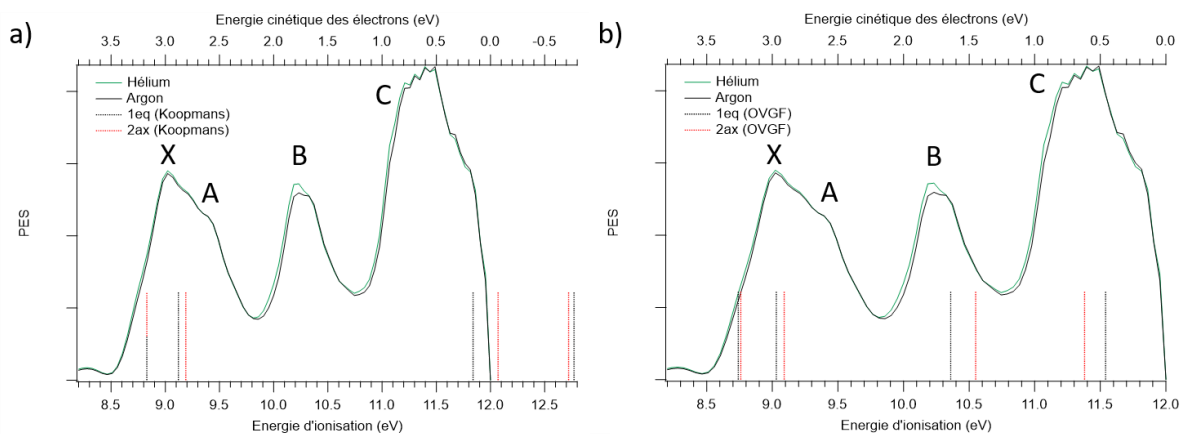 a)
Energie cinétique des électrons (eV)
3.5 3.0 2.5 2.0 1.5 1.0 0.5 0.0 -0.5
Hélium
Argon
1eq (Koopmans)
2ax (Koopmans)
X
A
B
C
PES
8.5 9.0 9.5 10.0 10.5 11.0 11.5 12.0 12.5
Energie d'ionisation (eV)
b)
Energie cinétique des électrons (eV)
3.5 3.0 2.5 2.0 1.5 1.0 0.5 0.0
Hélium
Argon
1eq (OVGF)
2ax (OVGF)
X
A
B
C
PES
8.5 9.0 9.5 10.0 10.5 11.0 11.5 12.0
Energie d'ionisation (eV)